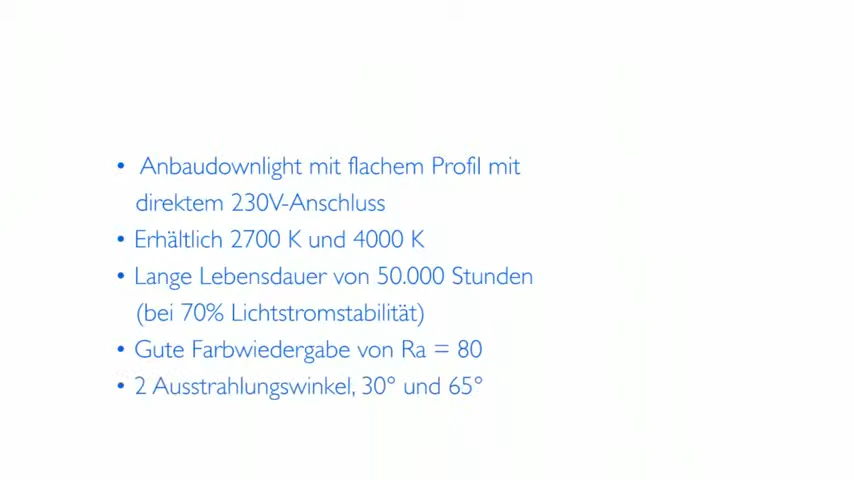 • Anbaudownlight mit flachem Profil mit
direktem 230V-Anschluss
• Erhältlich 2700 K und 4000 K
• Lange Lebensdauer von 50.000 Stunden
(bei 70% Lichtstromstabilität)
• Gute Farbwiedergabe von Ra = 80
• 2 Ausstrahlungswinkel, 30° und 65°